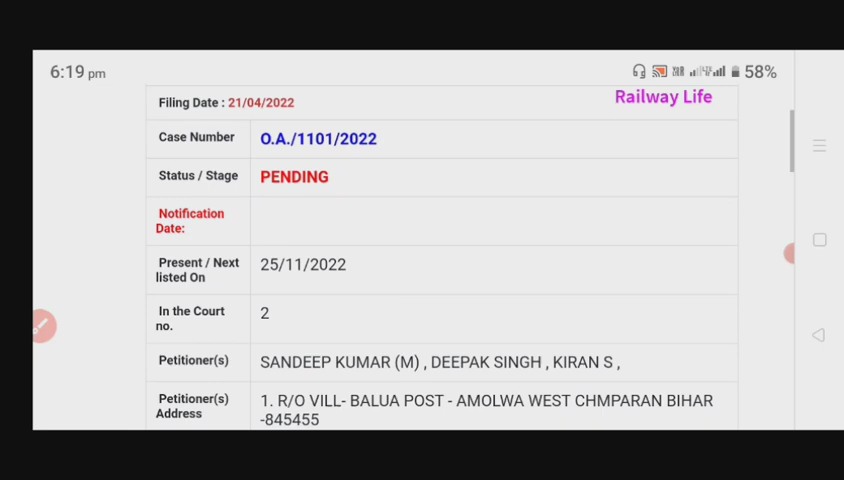 6:19 pm
58%
Railway Life
Filing Date : 21/04/2022
Case Number
O.A./1101/2022
Status / Stage
PENDING
Notification
Date:
Present / Next
listed On
25/11/2022
In the Court
no.
2
Petitioner(s)
SANDEEP KUMAR (M) , DEEPAK SINGH , KIRAN S ,
Petitioner(s)
Address
1. R/O VILL- BALUA POST - AMOLWA WEST CHMPARAN BIHAR
-845455